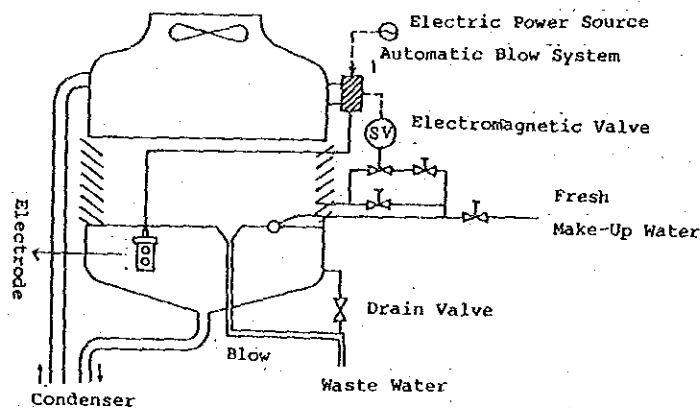 Electric Power Source
Automatic Blow System
SV
Electromagnetic Valve
Fresh
Make-Up Water
Electrode
Drain Valve
Blow
Waste Water
Condenser